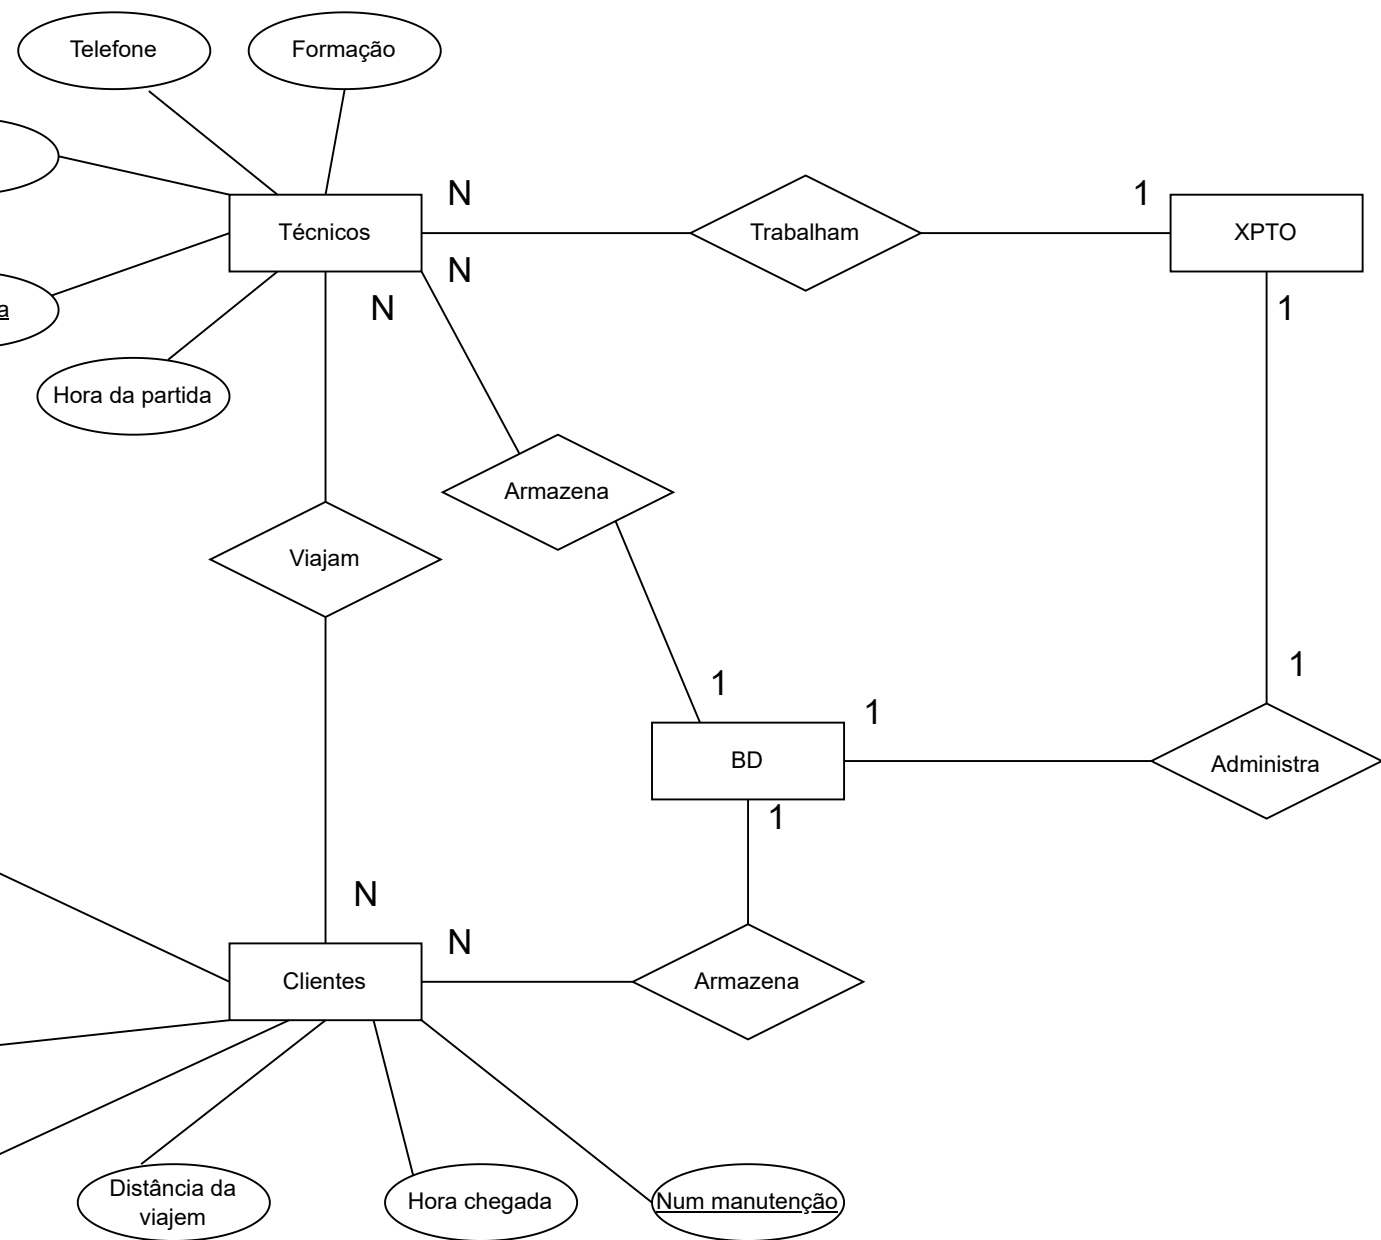 Telefone
Formação
N
1
Técnicos
Trabalham
XPTO
N
N
1
a
Hora da partida
Armazena
Viajam
1
1
1
BD
Administra
1
N
N
Clientes
Armazena
Distância da
viajem
Hora chegada
Num manutenção